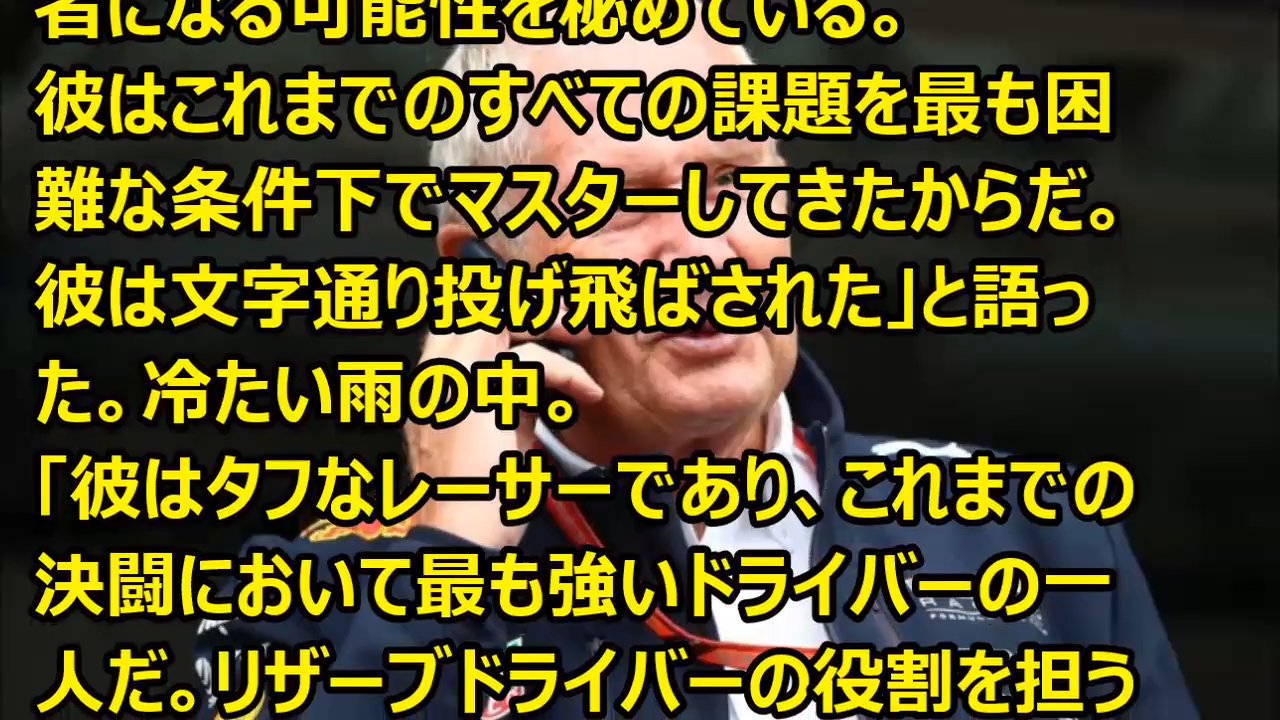 者になる可能性を秘めている。
彼はこれまでのすべての課題を最も困
難な条件下でマスターしてきたからだ。
彼は文字通り投げ飛ばされた」と語っ
た。冷たい雨の中。
「彼はタフなレーサーであり、これまでの
決闘において最も強いドライバーの一
人だ。リザーブドライバーの役割を担う